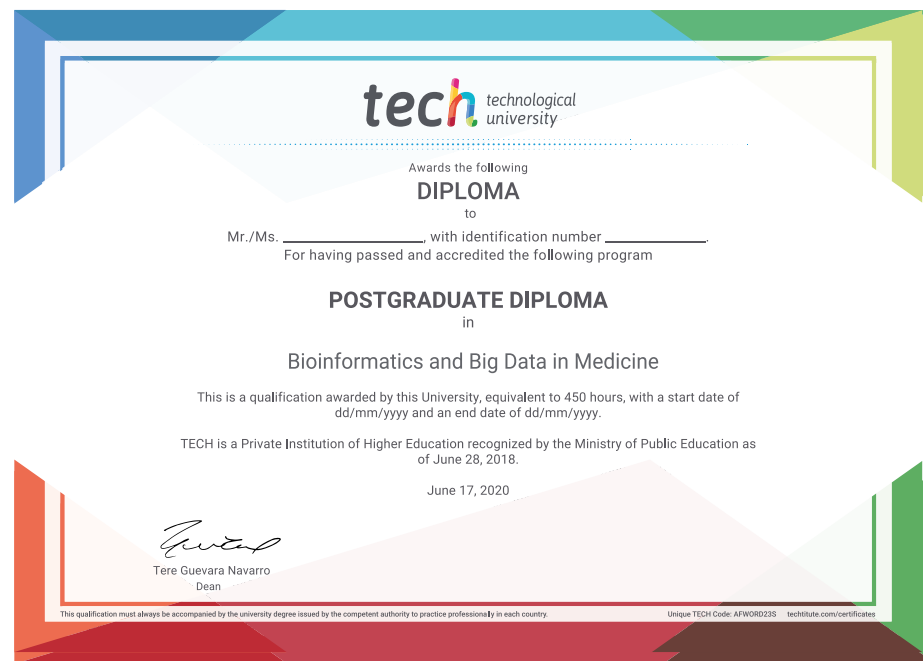 tech technological
university
Awards the following
DIPLOMA
to
Mr./Ms. ____________, with identification number ____________.
For having passed and accredited the following program
POSTGRADUATE DIPLOMA
in
Bioinformatics and Big Data in Medicine
This is a qualification awarded by this University, equivalent to 450 hours, with a start date of
dd/mm/yyyy and an end date of dd/mm/yyyy.
TECH is a Private Institution of Higher Education recognized by the Ministry of Public Education as
of June 28, 2018.
June 17, 2020
Tere Guevara Navarro
Dean
This qualification must always be accompanied by the university degree issued by the competent authority to practice professionally in each country.
Unique TECH Code: AFWORD23S techtitute.com/certificates